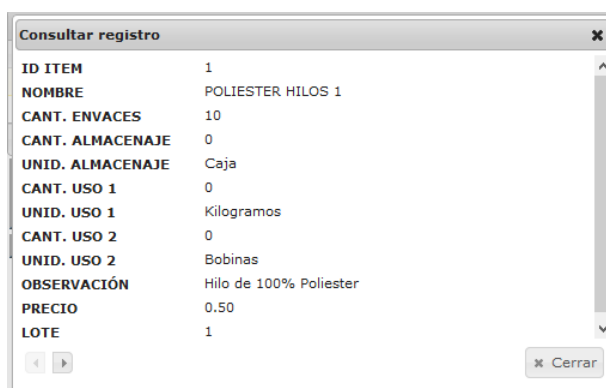 Consultar registro
ID ITEM 1
NOMBRE POLIESTER HILOS 1
CANT. ENVACES 10
CANT. ALMACENAJE 0
UNID. ALMACENAJE Caja
CANT. USO 1 0
UNID. USO 1 Kilogramos
CANT. USO 2 0
UNID. USO 2 Bobinas
OBSERVACIÓN Hilo de 100% Poliester
PRECIO 0.50
LOTE 1
Cerrar